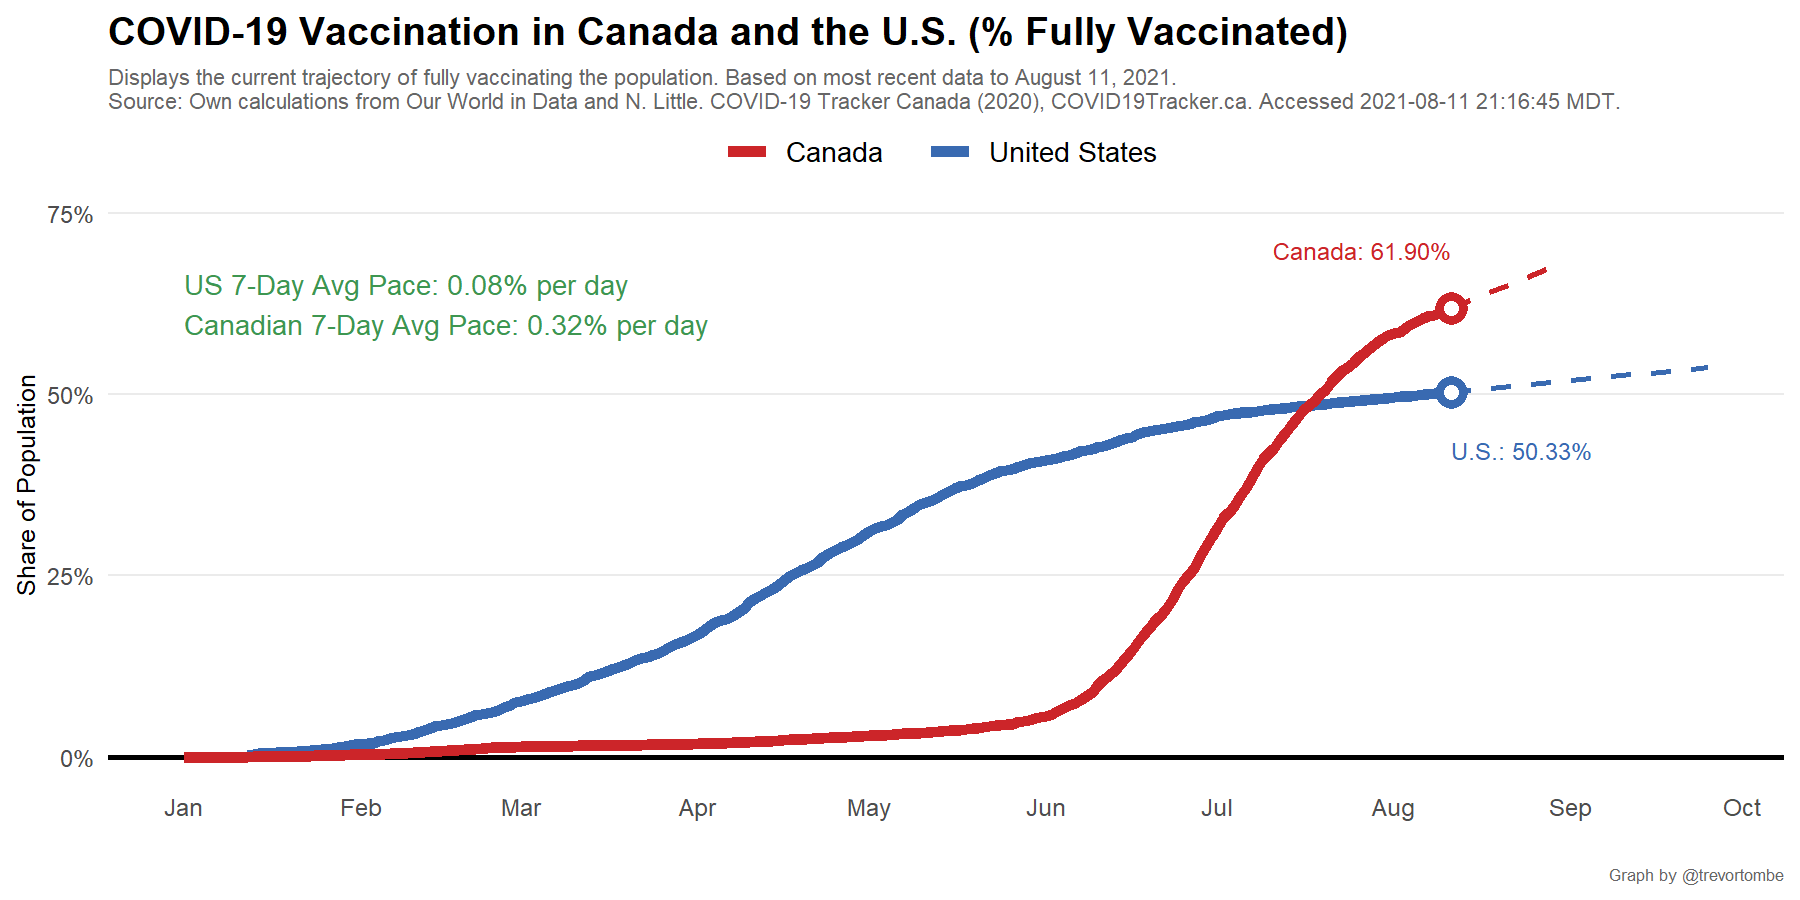 COVID-19 Vaccination in Canada and the U.S. (% Fully Vaccinated)
Displays the current trajectory of fully vaccinating the population. Based on most recent data to August 11, 2021.
Source: Own calculations from Our World in Data and N. Little. COVID-19 Tracker Canada (2020), COVID19Tracker.ca. Accessed 2021-08-11 21:16:45 MDT.
Canada United States
75%
Canada: 61.90%
US 7-Day Avg Pace: 0.08% per day
Canadian 7-Day Avg Pace: 0.32% per day
Share of Population
50%
U.S.: 50.33%
25%
0%
Jan Feb Mar Apr May Jun Jul Aug Sep Oct
Graph by @trevortombe